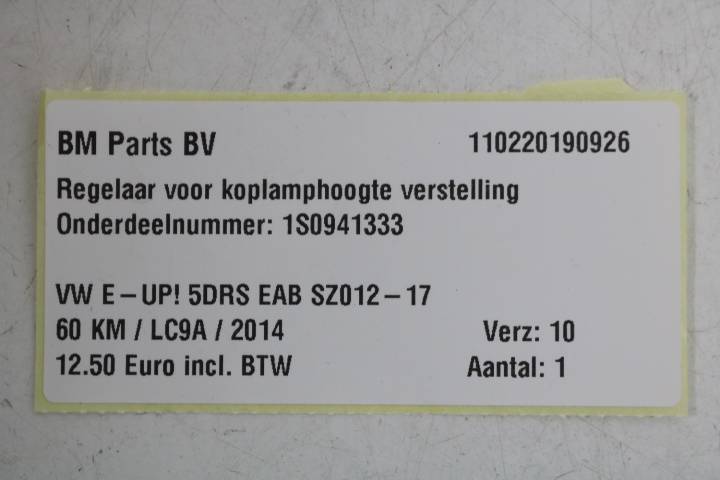 BM Parts BV 110220190926
Regelaar voor koplamphoogte verstelling
Onderdeelnummer: 1S0941333
VW E-UP! 5DRS EAB SZ012-17
60 KM / LC9A / 2014 Verz: 10
12.50 Euro incl. BTW Aantal: 1